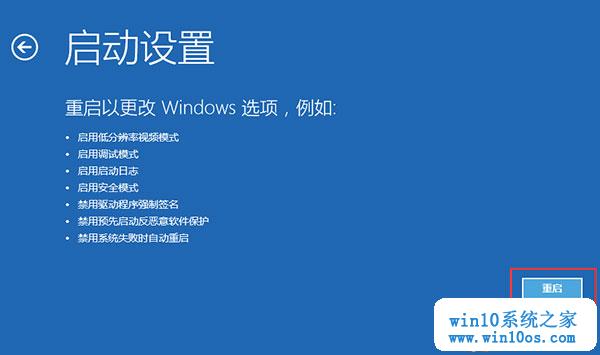 启动设置
重启以更改 Windows 选项，例如:
启用低分辨率视频模式
启用调试模式
启用启动日志
启用安全模式
禁用驱动程序强制签名
禁用预先启动反恶意软件保护
禁用系统失败时自动重启
重启
win10系统之家
www.win10os.com